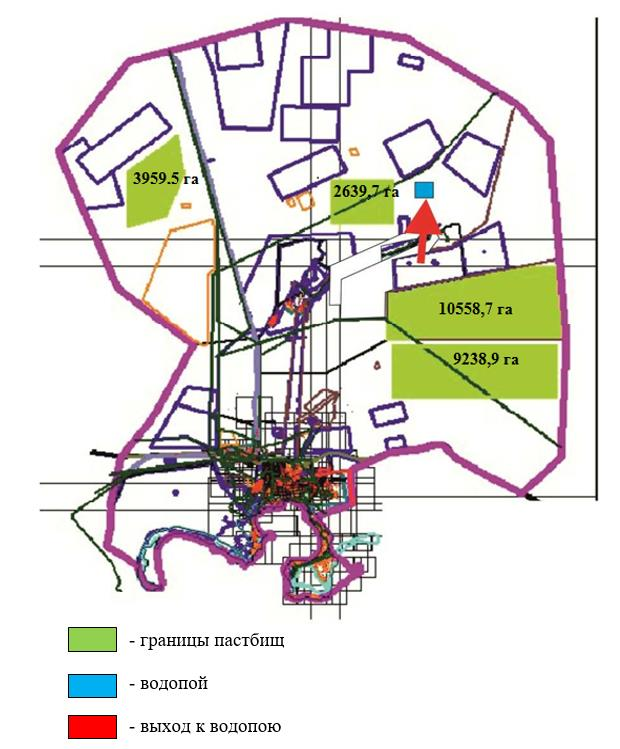 3959.5 га
2639,7 га
10558,7 га
9238,9 га
- границы пастбищ
- водопой
- выход к водопою